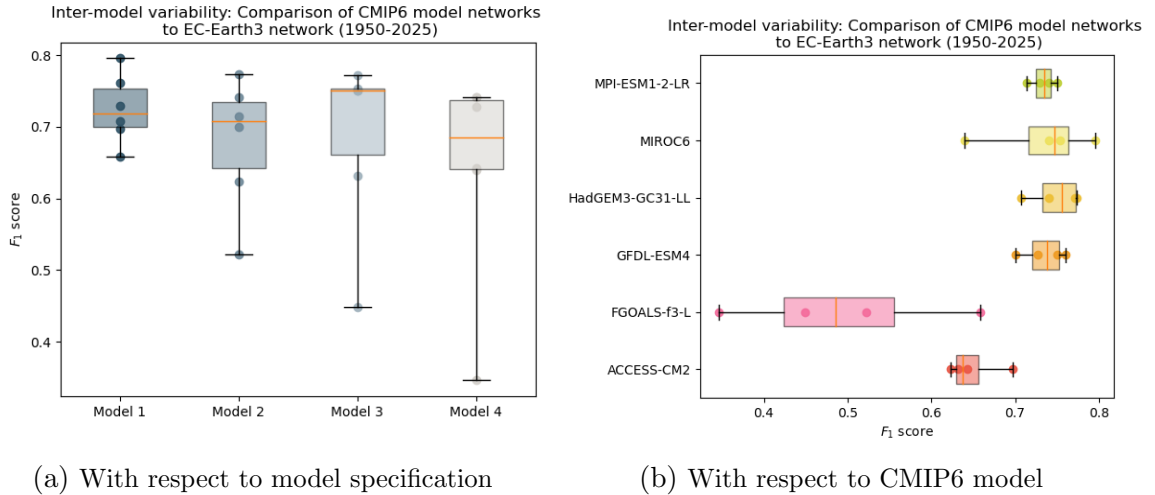 Inter-model variability: Comparison of CMIP6 model networks
to EC-Earth3 network (1950-2025)
0.8
0.7
0.6
0.5
0.4
F₁ score
Model 1
Model 2
Model 3
Model 4
(a) With respect to model specification
Inter-model variability: Comparison of CMIP6 model networks
to EC-Earth3 network (1950-2025)
MPI-ESM1-2-LR
MIROC6
HadGEM3-GC31-LL
GFDL-ESM4
FGOALS-f3-L
ACCESS-CM2
0.4
0.5
0.6
0.7
0.8
F₁ score
(b) With respect to CMIP6 model